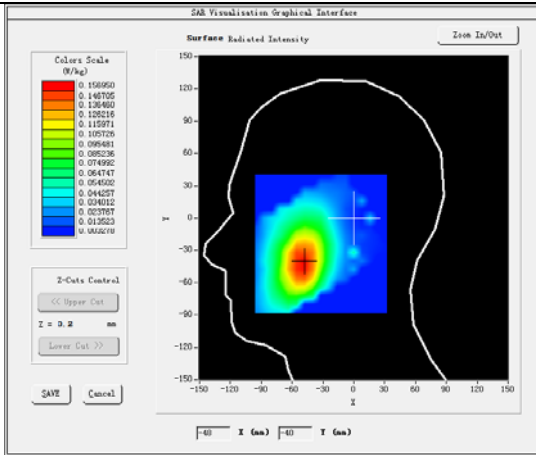 SAR Visualisation Graphical Interface
Surface Radiated Intensity
Zoom In/Out
Colors Scale
(W/kg)
0.156950
0.146705
0.136460
0.126216
0.115971
0.105726
0.095481
0.085236
0.074992
0.064747
0.054502
0.044257
0.034012
0.023767
0.013523
0.003278
Z-Cuts Control
<< Upper Cut
Z = 0.2 mm
Lower Cut >>
SAVE Cancel
150
120
90
60
30
0
-30
-60
-90
-120
-150
Y
-150 -120 -90 -60 -30 0 30 60 90 120 150
X
-40 X (mm) -40 Y (mm)